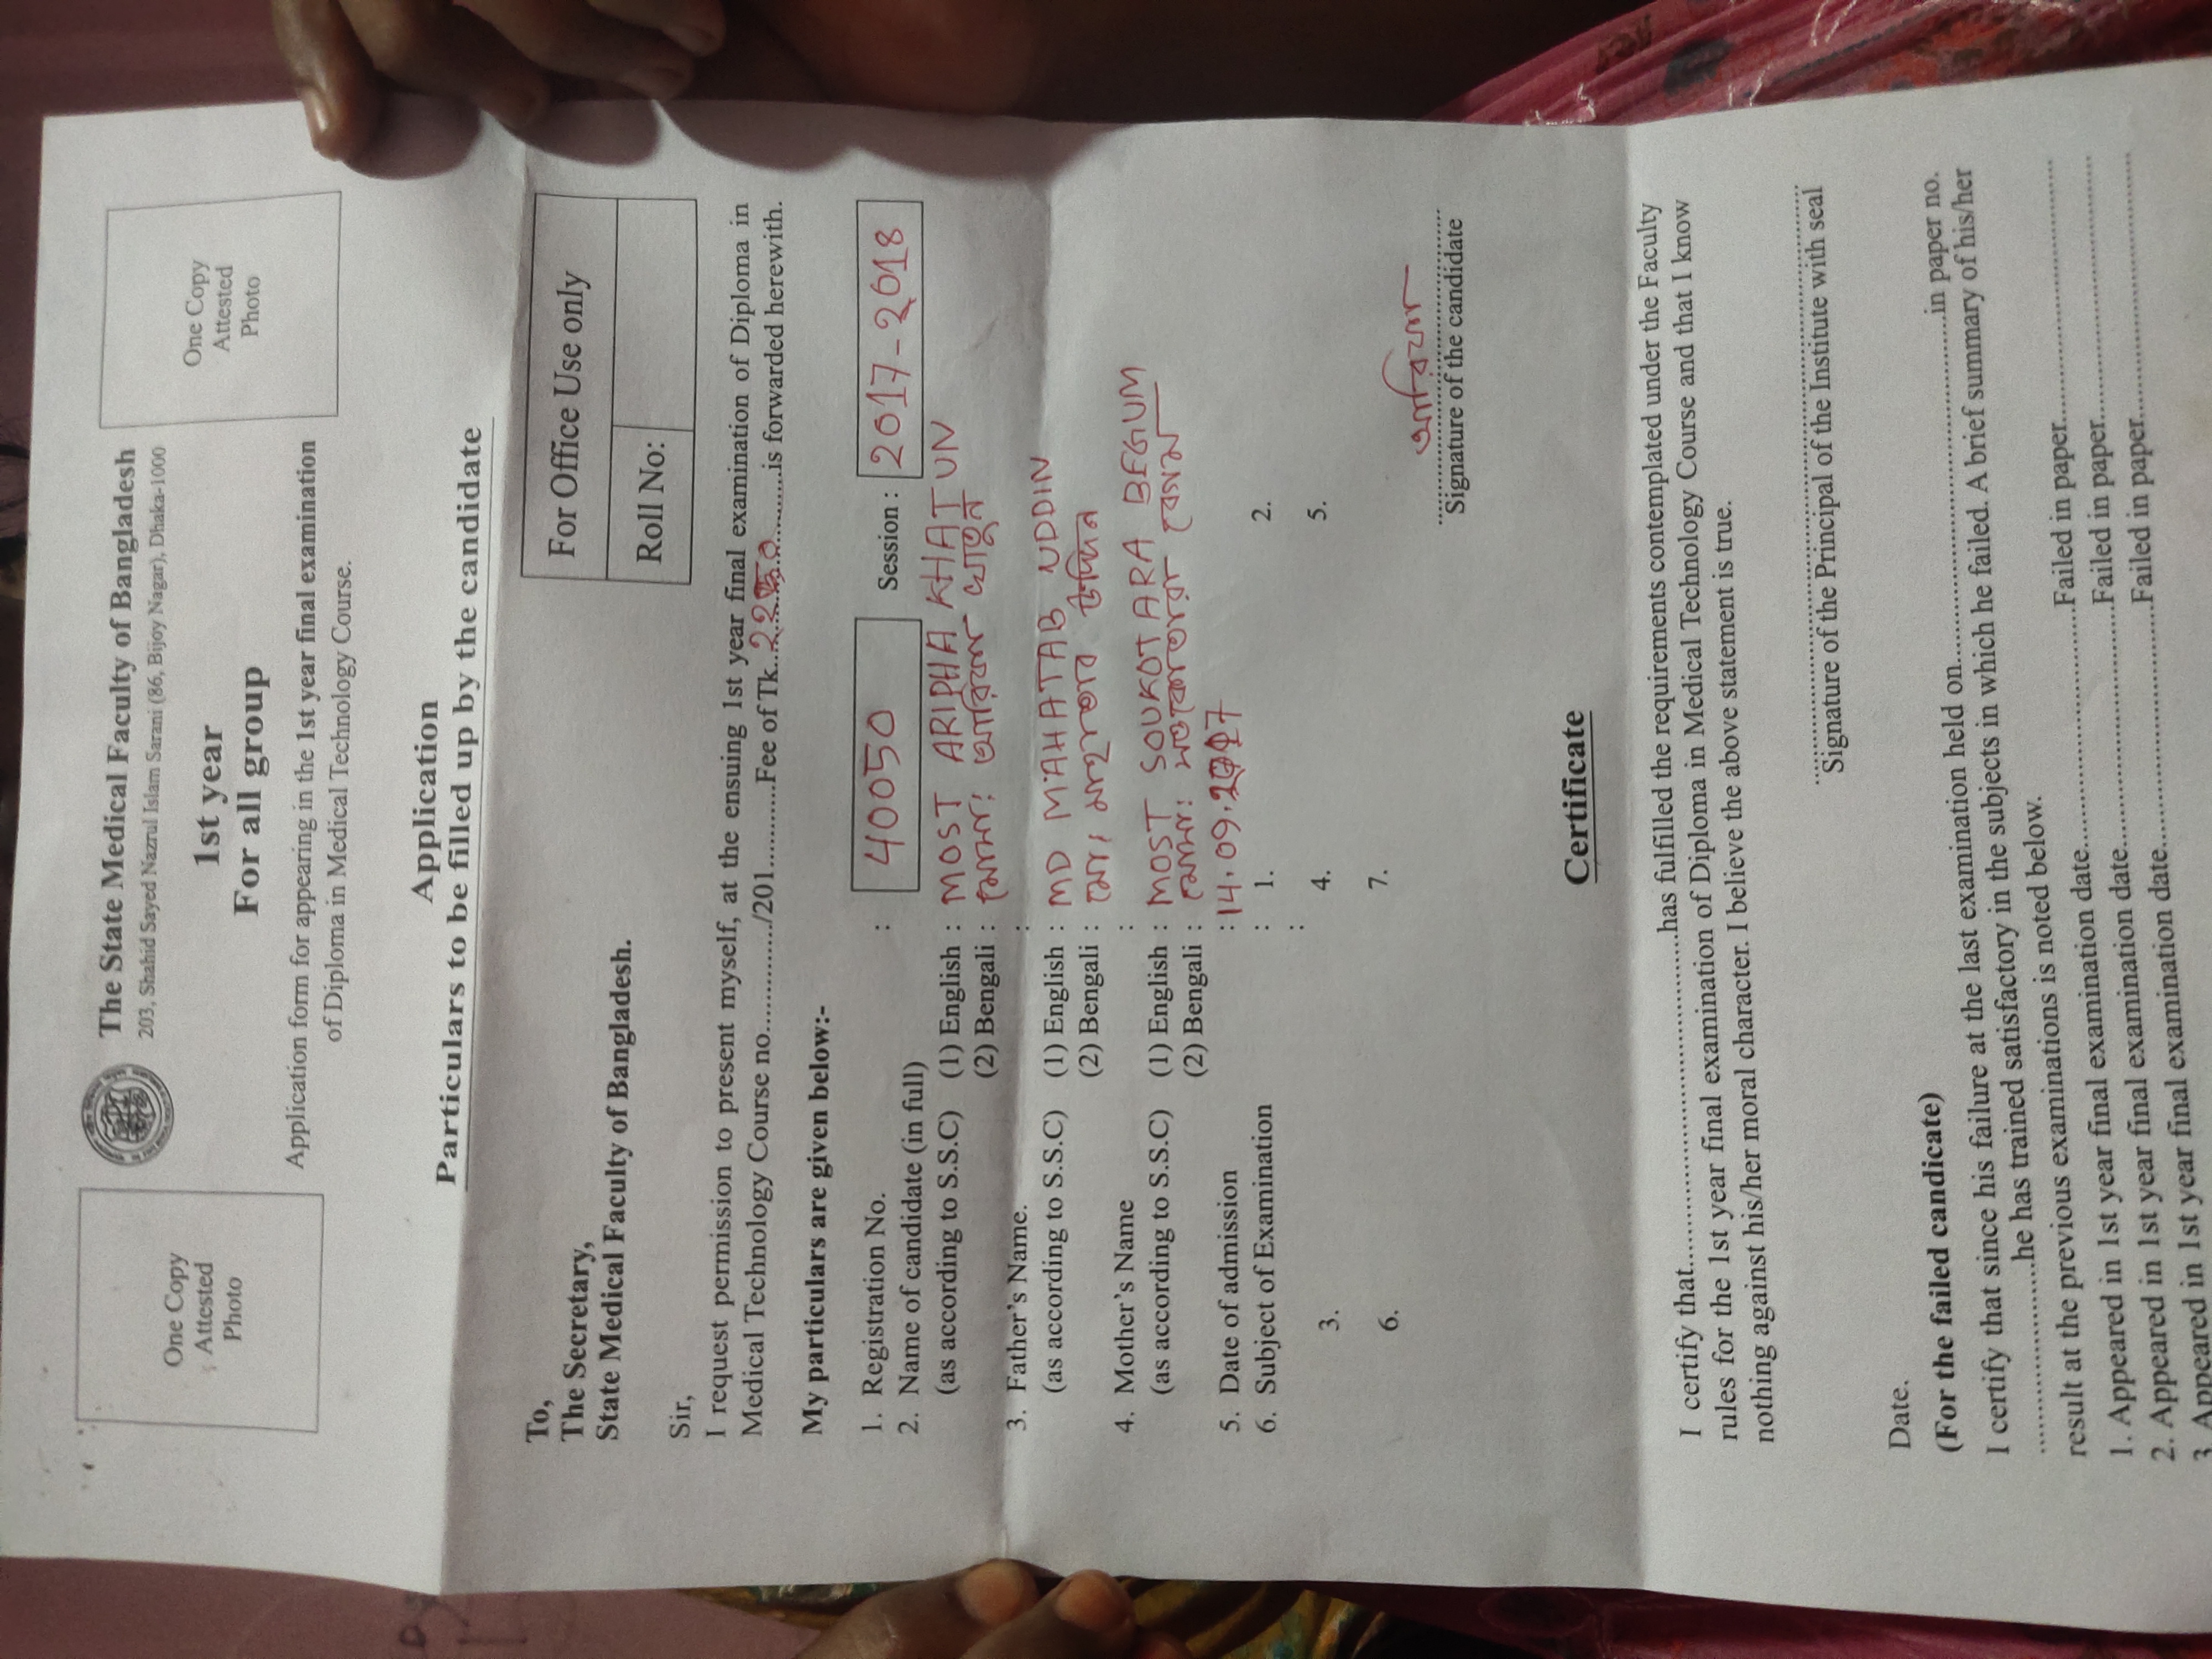 The State Medical Faculty of Bangladesh
203, Shahid Sayed Nazrul Islam Sarani (86, Bijoy Nagar), Dhaka-1000
One Copy
Attested
Photo
One Copy
Attested
Photo
1st year
For all group
Application form for appearing in the 1st year final examination
of Diploma in Medical Technology Course.
Application
Particulars to be filled up by the candidate
To,
The Secretary,
State Medical Faculty of Bangladesh.
For Office Use only
Roll No:
Sir,
I request permission to present myself, at the ensuing 1st year final examination of Diploma in
Medical Technology Course no............../201...........Fee of Tk..2250.........is forwarded herewith.
My particulars are given below:-
1. Registration No. : 40050 Session : 2017-2018
2. Name of candidate (in full)
(as according to S.S.C) (1) English : MOST ARIPHA KHATUN
(2) Bengali : মোসা: আরিফা খাতুন
3. Father's Name. :
(as according to S.S.C) (1) English : MD MAHATAB UDDIN
(2) Bengali : মো: মাহাতাব উদ্দিন
4. Mother's Name :
(as according to S.S.C) (1) English : MOST SOUKOTARA BEGUM
(2) Bengali : মোসা: সওকোতারা বেগম
5. Date of admission : 14.09.2017
6. Subject of Examination : 1. 2.
:
3. 4. 5.
6. 7.
আরিফা
Signature of the candidate
Certificate
I certify that.......................................has fulfilled the requirements contemplated under the Faculty
rules for the 1st year final examination of Diploma in Medical Technology Course and that I know
nothing against his/her moral character. I believe the above statement is true.
Signature of the Principal of the Institute with seal
Date.
(For the failed candicate)
I certify that since his failure at the last examination held on..........................................in paper no.
.......................he has trained satisfactory in the subjects in which he failed. A brief summary of his/her
result at the previous examinations is noted below.
1. Appeared in 1st year final examination date.............................Failed in paper...............................
2. Appeared in 1st year final examination date.............................Failed in paper...............................
3. Appeared in 1st year final examination date.............................Failed in paper...............................